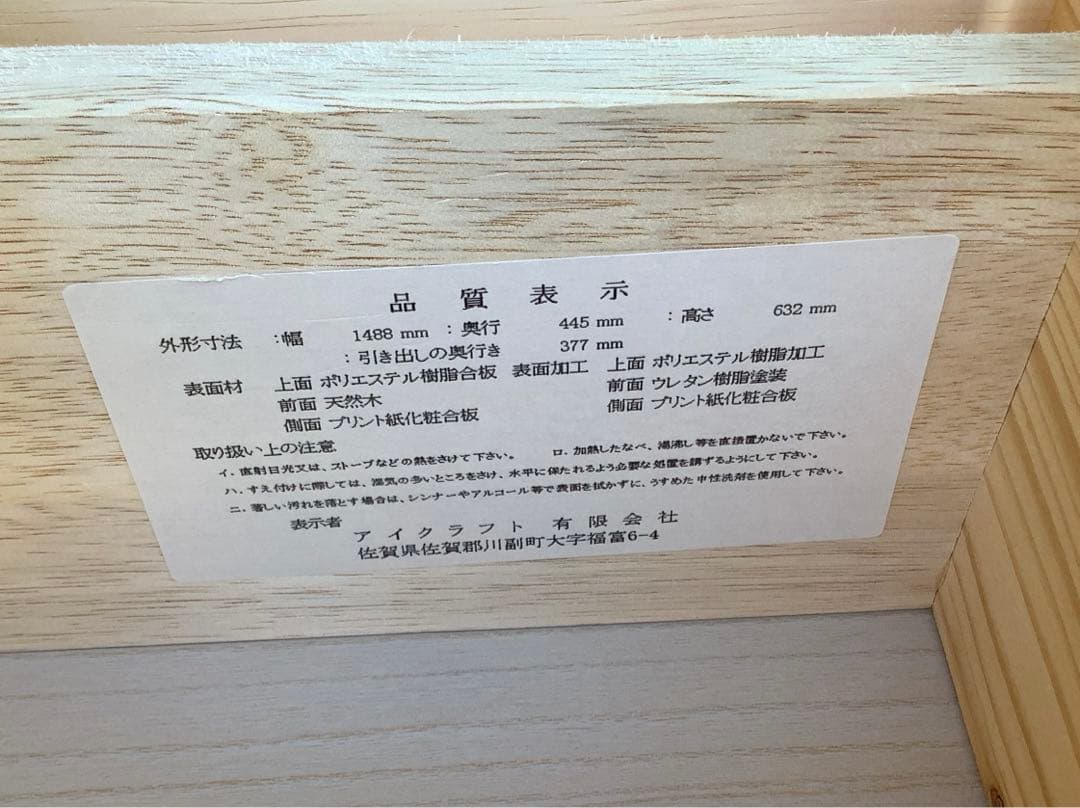 品質表示
外形寸法 :幅 1488 mm :奥行 445 mm :高さ 632 mm
:引き出しの奥行き 377 mm
表面材 上面 ポリエステル樹脂合板 表面加工 上面 ポリエステル樹脂加工
前面 天然木 前面 ウレタン樹脂塗装
側面 プリント紙化粧合板 側面 プリント紙化粧合板
取り扱い上の注意
イ．直射日光又は、ストーブなどの熱をさけて下さい。 ロ．加熱したなべ、湯沸し等を直接置かないで下さい。
ハ．すえ付けに際しては、湿気の多いところをさけ、水平に保たれるよう必要な処置を講ずるようにして下さい。
ニ．著しい汚れを落とす場合は、シンナーやアルコール等で表面を拭かずに、うすめた中性洗剤を使用して下さい。
表示者 アイクラフト 有限会社
佐賀県佐賀郡川副町大字福富6-4